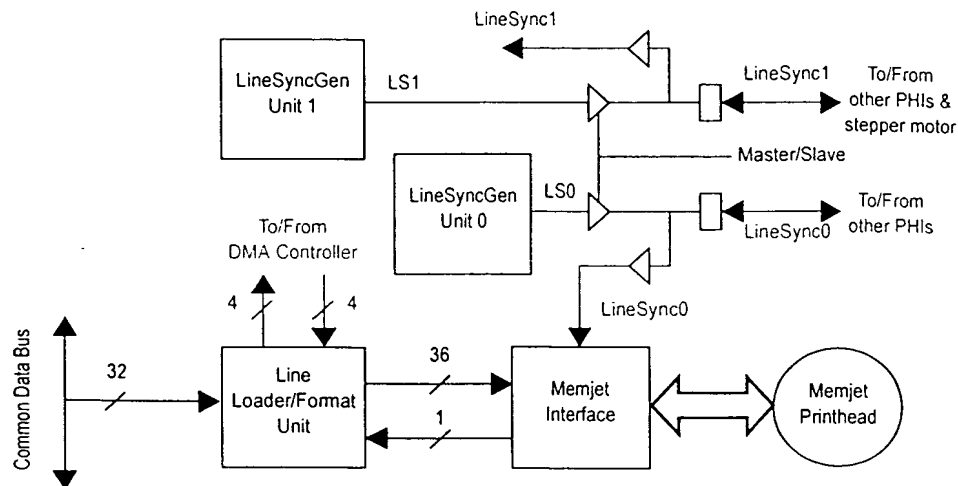 LineSync1
LineSyncGen
Unit 1
LS1
LineSync1
To/From
other PHIs &
stepper motor
Master/Slave
LineSyncGen
Unit 0
LS0
To/From
other PHIs
LineSync0
To/From
DMA Controller
4
4
LineSync0
Common Data Bus
32
Line
Loader/Format
Unit
36
1
Memjet
Interface
Memjet
Printhead